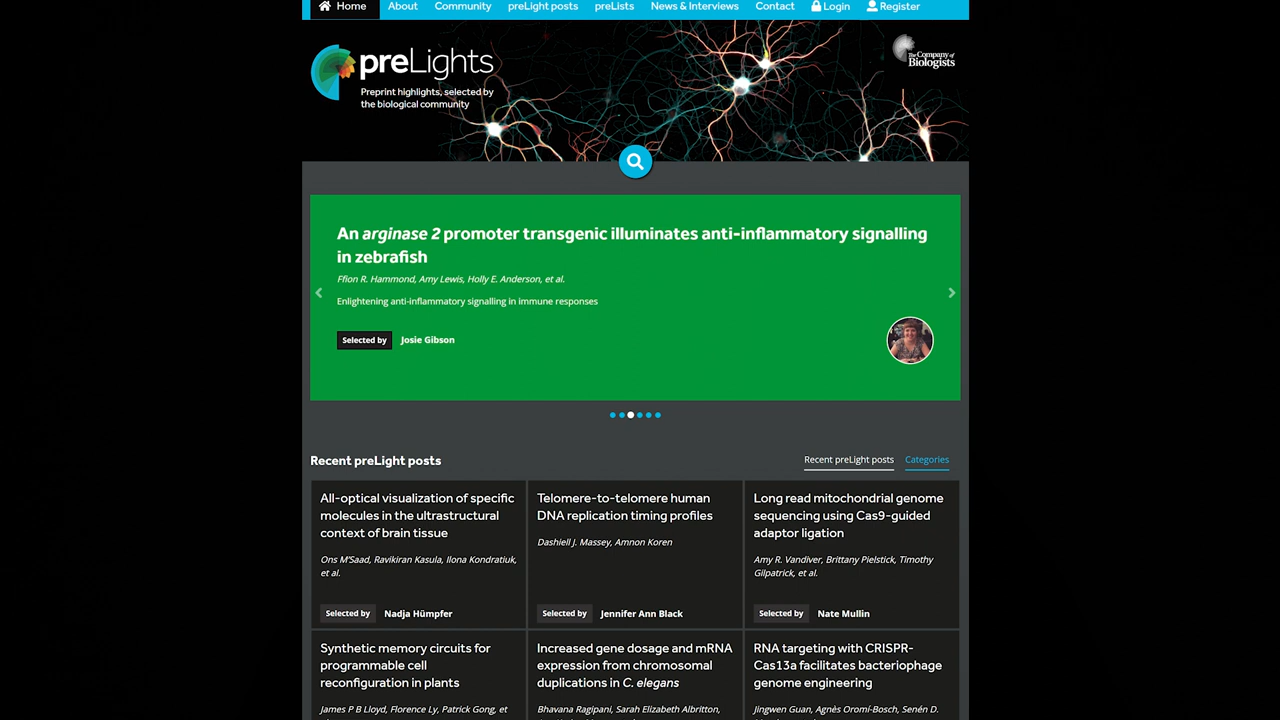 Home About Community preLight posts preLists News & Interviews Contact Login Register
preLights
Preprint highlights, selected by
the biological community
The Company of
Biologists
An arginase 2 promoter transgenic illuminates anti-inflammatory signalling
in zebrafish
Ffion R. Hammond, Amy Lewis, Holly E. Anderson, et al.
Enlightening anti-inflammatory signalling in immune responses
Selected by Josie Gibson
Recent preLight posts
Recent preLight posts Categories
All-optical visualization of specific
molecules in the ultrastructural
context of brain tissue
Ons M'Saad, Ravikiran Kasula, Ilona Kondratiuk,
et al.
Selected by Nadja Hümpfer
Telomere-to-telomere human
DNA replication timing profiles
Dashiell J. Massey, Amnon Koren
Selected by Jennifer Ann Black
Long read mitochondrial genome
sequencing using Cas9-guided
adaptor ligation
Amy R. Vandiver, Brittany Pielstick, Timothy
Gilpatrick, et al.
Selected by Nate Mullin
Synthetic memory circuits for
programmable cell
reconfiguration in plants
James P B Lloyd, Florence Ly, Patrick Gong, et
Increased gene dosage and mRNA
expression from chromosomal
duplications in C. elegans
Bhavana Ragipani, Sarah Elizabeth Albritton,
RNA targeting with CRISPR-
Cas13a facilitates bacteriophage
genome engineering
Jingwen Guan, Agnès Oromí-Bosch, Senén D.